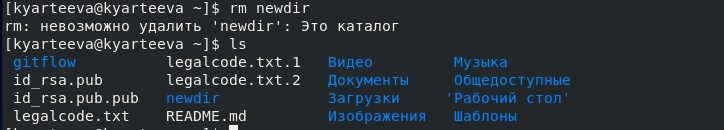 [kyarteeva@kyarteeva ~]$ rm newdir
rm: невозможно удалить 'newdir': Это каталог
[kyarteeva@kyarteeva ~]$ ls
gitflow legalcode.txt.1 Видео Музыка
id_rsa.pub legalcode.txt.2 Документы Общедоступные
id_rsa.pub.pub newdir Загрузки 'Рабочий стол'
legalcode.txt README.md Изображения Шаблоны
[kyarteeva@kyarteeva ~]$